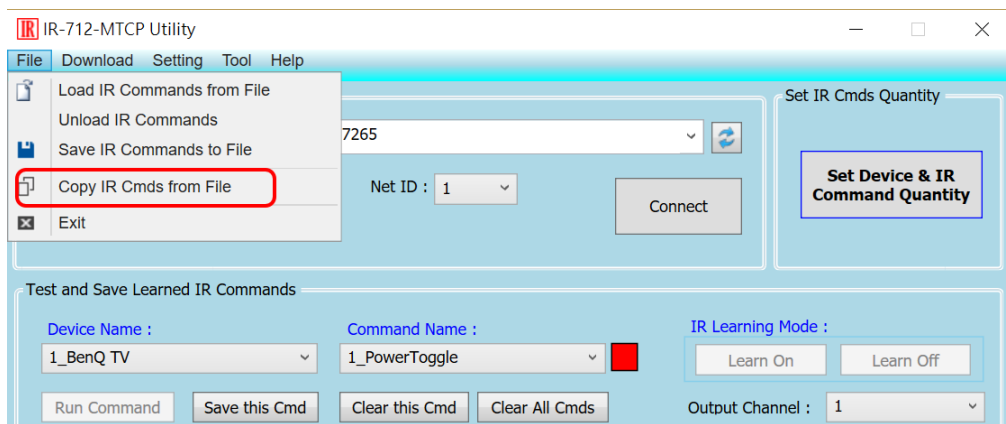 IR IR-712-MTCP Utility
File Download Setting Tool Help
Load IR Commands from File
Unload IR Commands
Save IR Commands to File
Copy IR Cmds from File
Exit
7265
Net ID : 1
Connect
Set IR Cmds Quantity
Set Device & IR
Command Quantity
Test and Save Learned IR Commands
Device Name : Command Name : IR Learning Mode :
1_BenQ TV 1_PowerToggle Learn On Learn Off
Run Command Save this Cmd Clear this Cmd Clear All Cmds Output Channel : 1